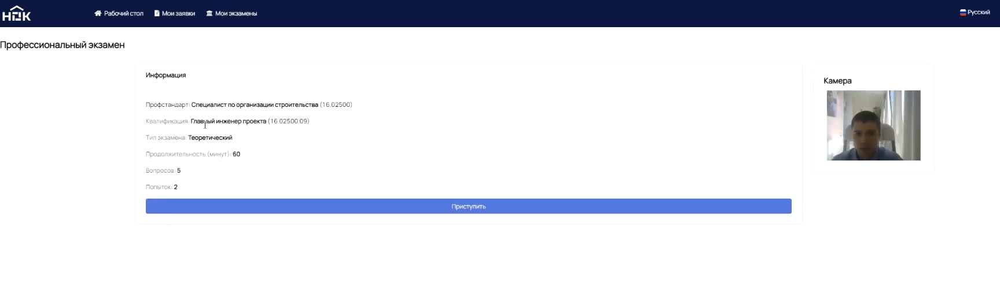 НОК
Рабочий стол Мои заявки Мои экзамены Русский
Профессиональный экзамен
Информация
Камера
Профстандарт: Специалист по организации строительства (16.02500)
Квалификация: Главный инженер проекта (16.02500.09)
Тип экзамена: Теоретический
Продолжительность (минут): 60
Вопросов: 5
Попыток: 2
Приступить